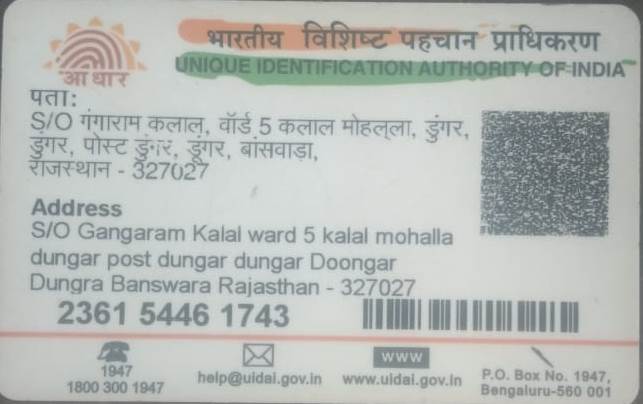 भारतीय विशिष्ट पहचान प्राधिकरण
UNIQUE IDENTIFICATION AUTHORITY OF INDIA
आधार
पता:
S/O गंगाराम कलाल, वॉर्ड 5 कलाल मोहल्ला, डुंगर,
डुंगर, पोस्ट डुंगर, डूंगर, बांसवाड़ा,
राजस्थान - 327027
Address
S/O Gangaram Kalal ward 5 kalal mohalla
dungar post dungar dungar Doongar
Dungra Banswara Rajasthan - 327027
2361 5446 1743
1947
1800 300 1947
help@uidai.gov.in
www
www.uidai.gov.in
P.O. Box No. 1947,
Bengaluru-560 001